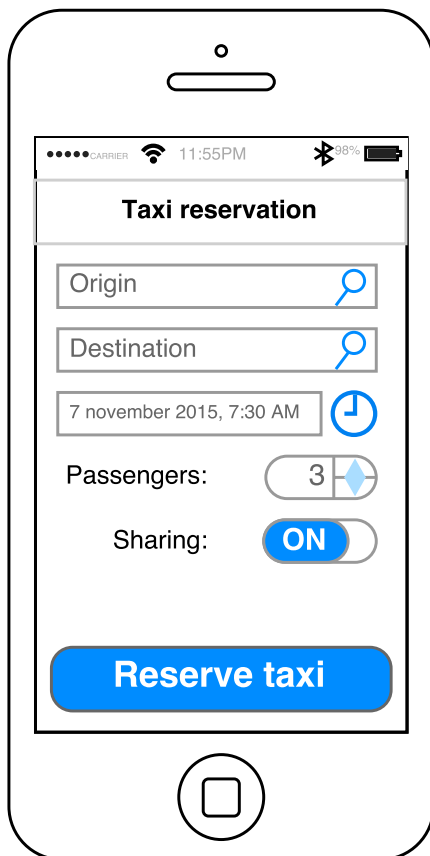 CARRIER 11:55PM 98%
Taxi reservation
Origin
Destination
7 november 2015, 7:30 AM
Passengers: 3
Sharing: ON
Reserve taxi